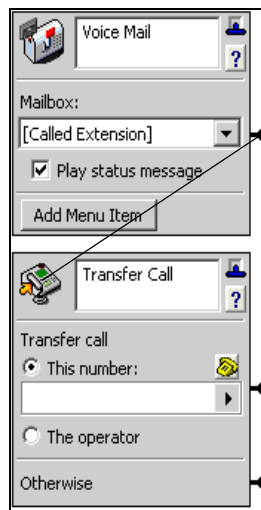 Voice Mail
?
Mailbox:
[Called Extension]
Play status message
Add Menu Item
Transfer Call
?
Transfer call
This number:
The operator
Otherwise